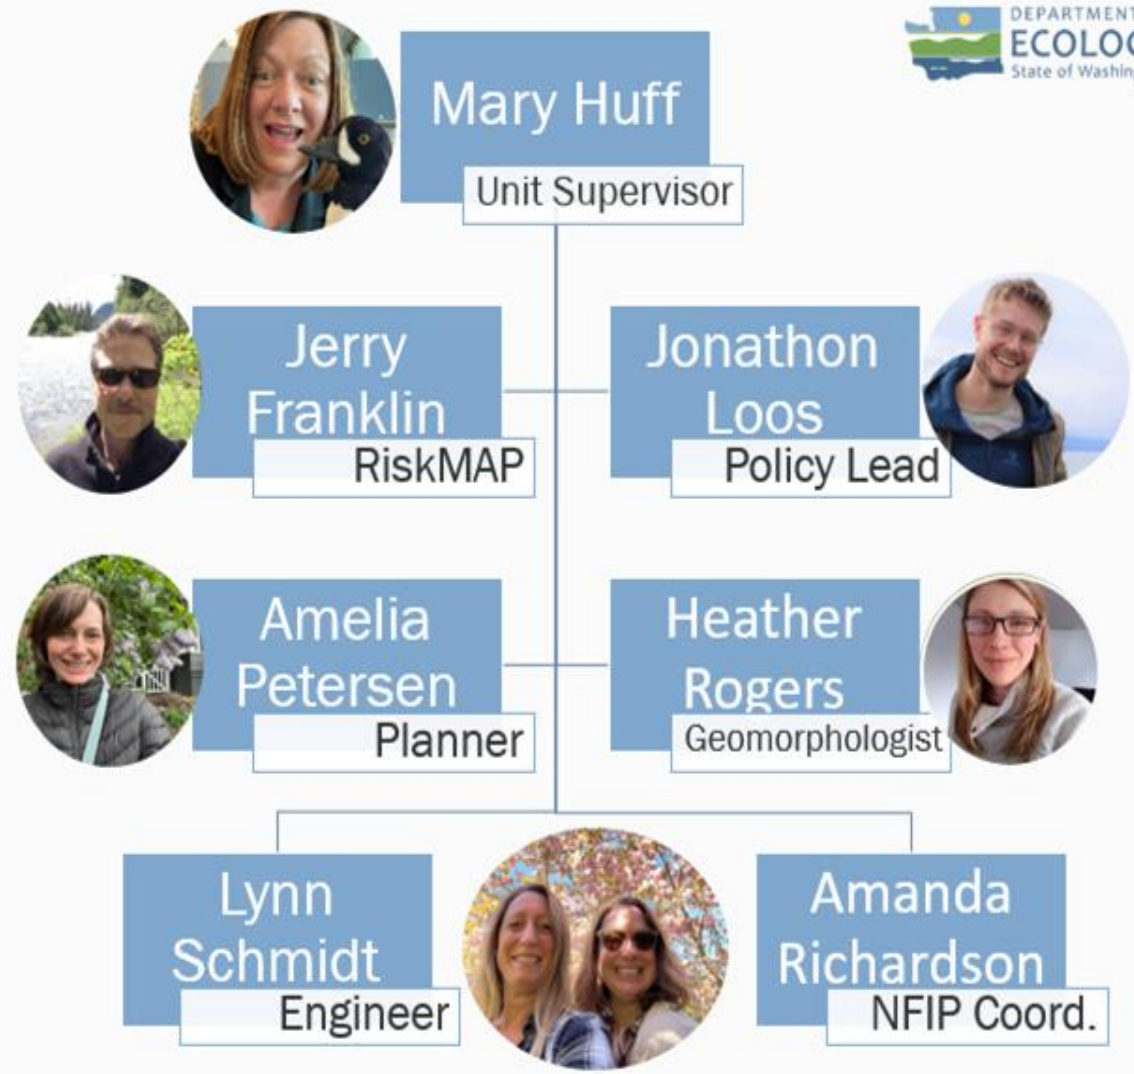 DEPARTMENT
ECOLOG
State of Washing
Mary Huff
Unit Supervisor
Jerry
Franklin
RiskMAP
Jonathon
Loos
Policy Lead
Amelia
Petersen
Planner
Heather
Rogers
Geomorphologist
Lynn
Schmidt
Engineer
Amanda
Richardson
NFIP Coord.